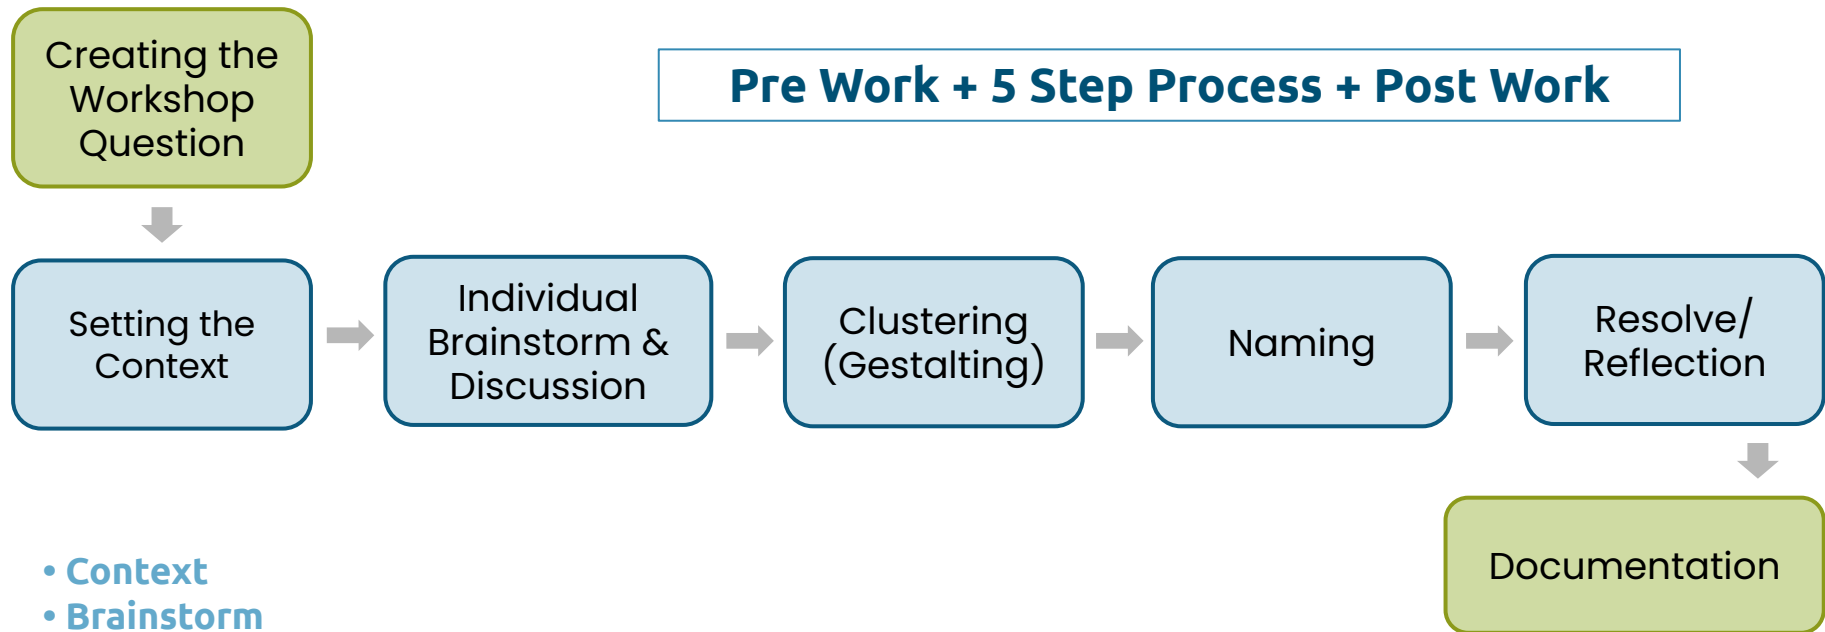 Creating the
Workshop
Question
Pre Work + 5 Step Process + Post Work
Setting the
Context
Individual
Brainstorm &
Discussion
Clustering
(Gestalting)
Naming
Resolve/
Reflection
Documentation
• Context
• Brainstorm